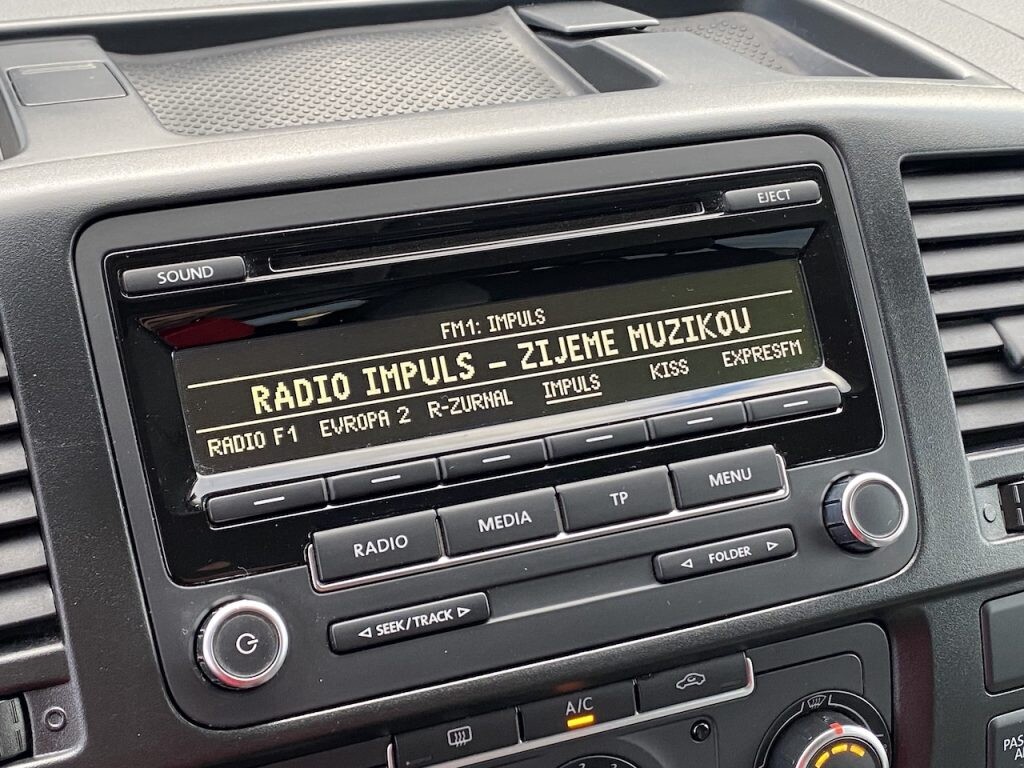 EJECT
SOUND
FM1: IMPULS
RADIO IMPULS - ZIJEME MUZIKOU
RADIO F1 EVROPA 2 R-ZURNAL IMPULS KISS EXPRESFM
RADIO MEDIA TP MENU
SEEK/TRACK FOLDER
A/C
PAS